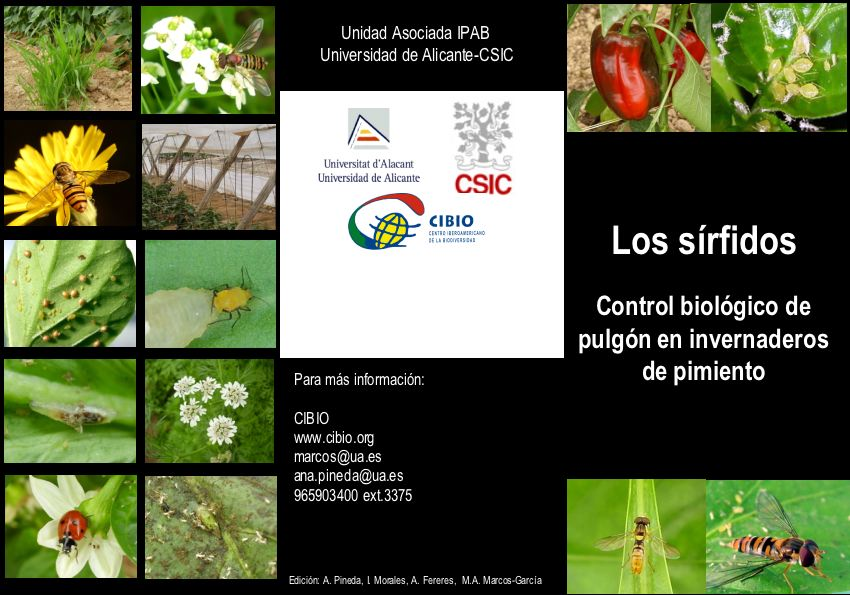 Unidad Asociada IPAB
Universidad de Alicante-CSIC
Universitat d'Alacant
Universidad de Alicante
CSIC
CIBIO
CENTRO IBEROAMERICANO
DE LA BIODIVERSIDAD
Para más información:
CIBIO
www.cibio.org
marcos@ua.es
ana.pineda@ua.es
965903400 ext.3375
Edición: A. Pineda, I. Morales, A. Fereres, M.A. Marcos-García
Los sírfidos
Control biológico de
pulgón en invernaderos
de pimiento